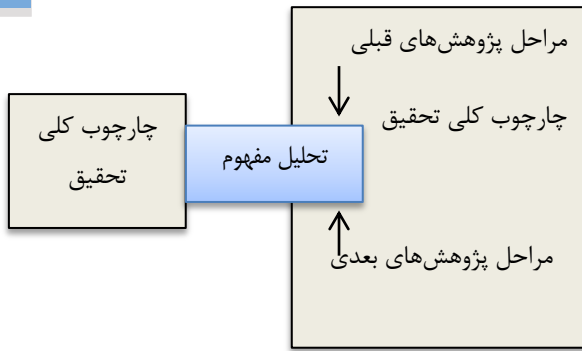 مراحل پژوهش‌های قبلی
چارچوب کلی تحقیق
مراحل پژوهش‌های بعدی
تحلیل مفهوم
چارچوب کلی
تحقیق